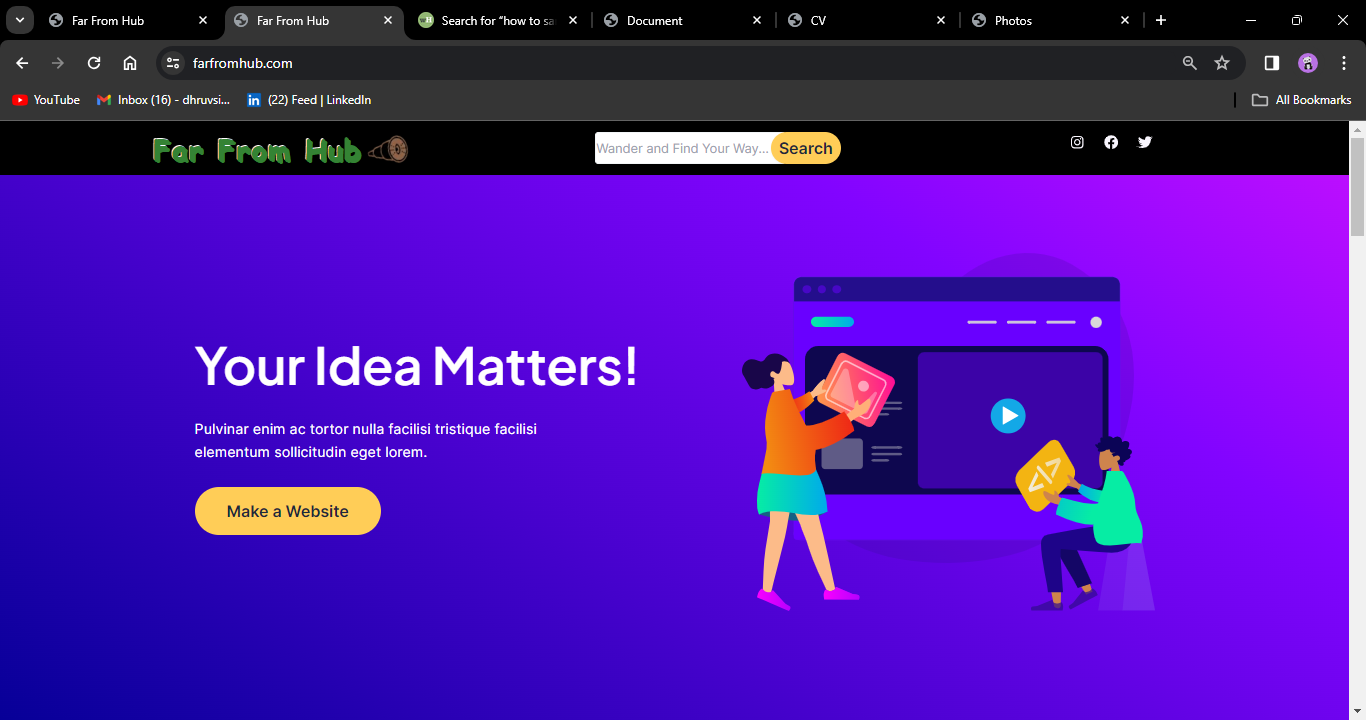 Far From Hub
Far From Hub
Search for “how to sa
Document
CV
Photos
farfromhub.com
YouTube
Inbox (16) - dhruvsi...
(22) Feed | LinkedIn
All Bookmarks
Far From Hub
Wander and Find Your Way...
Search
Your Idea Matters!
Pulvinar enim ac tortor nulla facilisi tristique facilisi
elementum sollicitudin eget lorem.
Make a Website